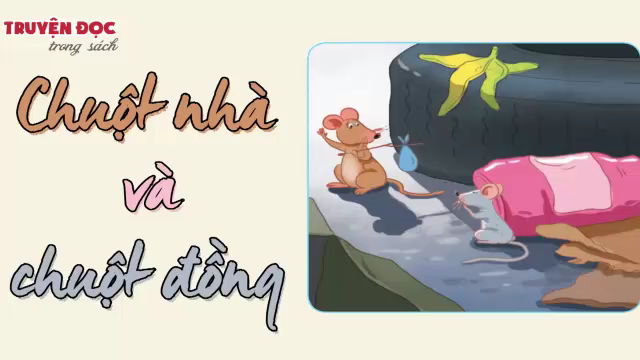 TRUYỆN ĐỌC
trong sách
Chuột nhà
và
chuột đồng